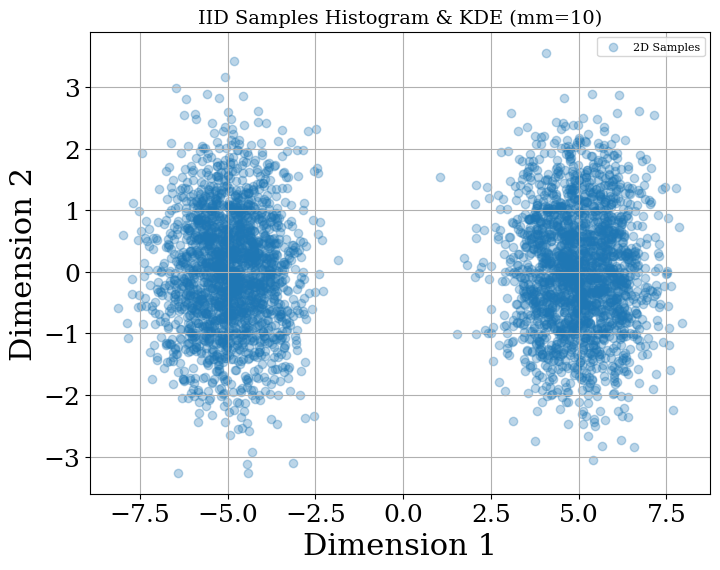 IID Samples Histogram & KDE (mm=10)
2D Samples
3
2
1
0
−1
−2
−3
Dimension 2
−7.5 −5.0 −2.5 0.0 2.5 5.0 7.5
Dimension 1